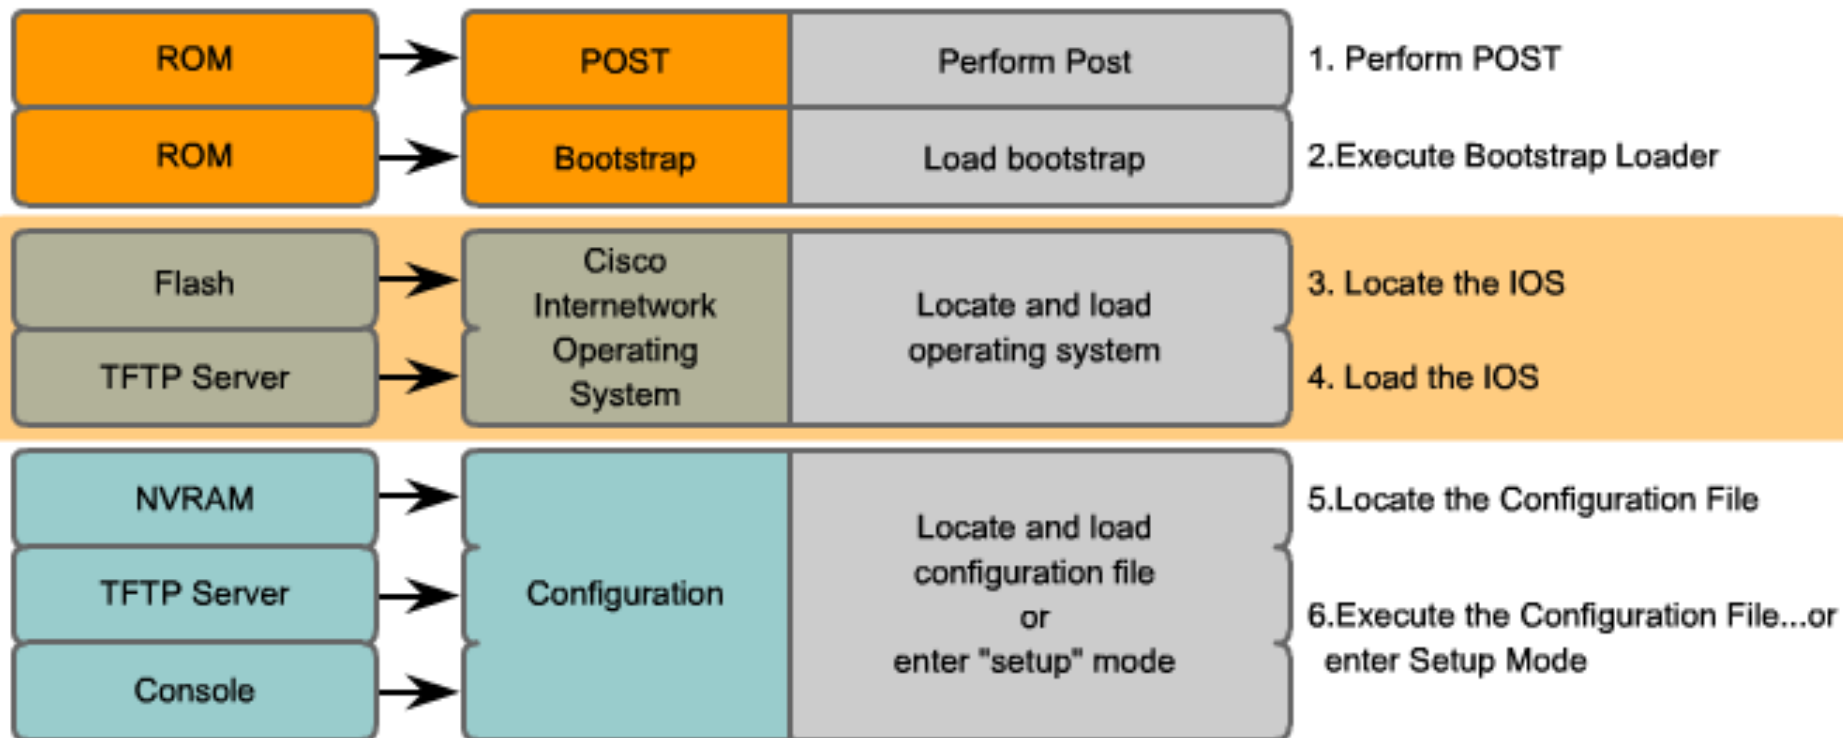 ROM
POST
Perform Post
1. Perform POST
ROM
Bootstrap
Load bootstrap
2.Execute Bootstrap Loader
Flash
TFTP Server
Cisco
Internetwork
Operating
System
Locate and load
operating system
3. Locate the IOS
4. Load the IOS
NVRAM
TFTP Server
Console
Configuration
Locate and load
configuration file
or
enter "setup" mode
5.Locate the Configuration File
6.Execute the Configuration File...or
enter Setup Mode